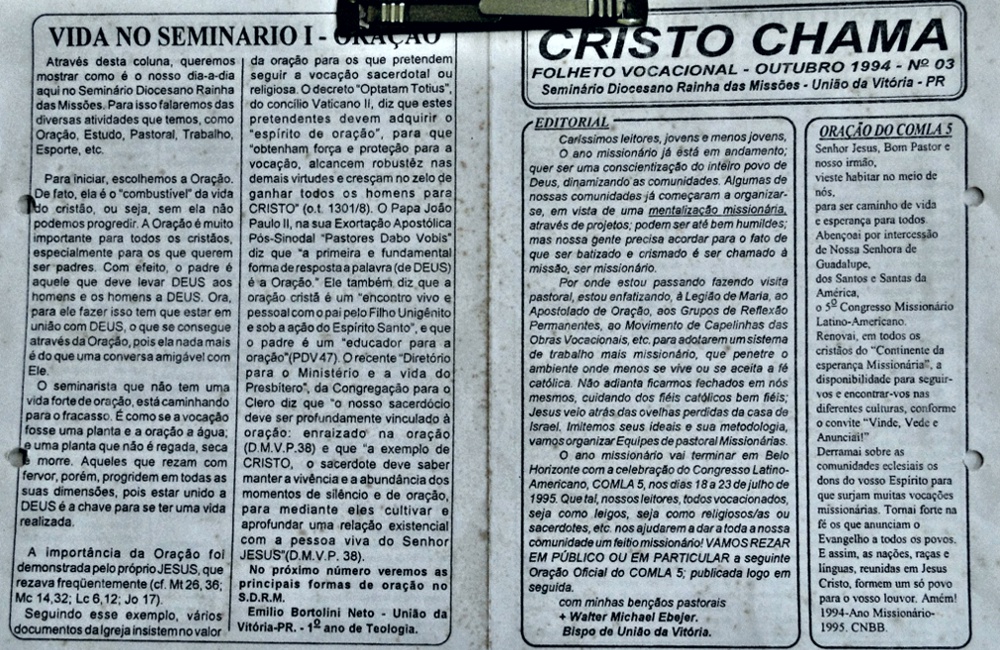 VIDA NO SEMINARIO I - ORAÇÃO
Através desta coluna, queremos
mostrar como é o nosso dia-a-dia
aqui no Seminário Diocesano Rainha
das Missões. Para isso falaremos das
diversas atividades que temos, como
Oração, Estudo, Pastoral, Trabalho,
Esporte, etc.
Para iniciar, escolhemos a Oração.
De fato, ela é o "combustível" da vida
do cristão, ou seja, sem ela não
podemos progredir. A Oração é muito
importante para todos os cristãos,
especialmente para os que querem
ser padres. Com efeito, o padre é
aquele que deve levar DEUS aos
homens e os homens a DEUS. Ora,
para ele fazer isso tem que estar em
união com DEUS, o que se consegue
através da Oração, pois ela nada mais
é do que uma conversa amigável com
Ele.
O seminarista que não tem uma
vida forte de oração, está caminhando
para o fracasso. É como se a vocação
fosse uma planta e a oração a água;
e uma planta que não é regada, seca
e morre. Aqueles que rezam com
fervor, porém, progridem em todas as
suas dimensões, pois estar unido a
DEUS é a chave para se ter uma vida
realizada.
A importância da Oração foi
demonstrada pelo próprio JESUS, que
rezava freqüentemente (cf. Mt 26,36;
Mc 14,32; Lc 6,12; Jo 17).
Seguindo esse exemplo, vários
documentos da Igreja insistem no valor
da oração para os que pretendem
seguir a vocação sacerdotal ou
religiosa. O decreto "Optatam Totius",
do concílio Vaticano II, diz que estes
pretendentes devem adquirir o
"espírito de oração", para que
"obtenham força e proteção para a
vocação, alcancem robustêz nas
demais virtudes e cresçam no zelo de
ganhar todos os homens para
CRISTO" (o.t. 1301/8). O Papa João
Paulo II, na sua Exortação Apostólica
Pós-Sinodal "Pastores Dabo Vobis"
diz que "a primeira e fundamental
forma de resposta a palavra (de DEUS)
é a Oração." Ele também diz que a
oração cristã é um "encontro vivo e
pessoal com o pai pelo Filho Unigênito
e sob a ação do Espírito Santo", e que
o padre é um "educador para a
oração"(PDV 47). O recente "Diretório
para o Ministério e a vida do
Presbítero", da Congregação para o
Clero diz que "o nosso sacerdócio
deve ser profundamente vinculado à
oração: enraizado na oração
(D.M.V.P.38) e que "a exemplo de
CRISTO, o sacerdote deve saber
manter a vivência e a abundância dos
momentos de silêncio e de oração,
para mediante eles cultivar e
aprofundar uma relação existencial
com a pessoa viva do Senhor
JESUS"(D.M.V.P. 38).
No próximo número veremos as
principais formas de oração no
S.D.R.M.
Emilio Bortolini Neto - União da
Vitória-PR. - 1º ano de Teologia.
CRISTO CHAMA
FOLHETO VOCACIONAL - OUTUBRO 1994 - Nº 03
Seminário Diocesano Rainha das Missões - União da Vitória - PR
EDITORIAL
Caríssimos leitores, jovens e menos jovens,
O ano missionário já está em andamento;
quer ser uma conscientização do inteiro povo de
Deus, dinamizando as comunidades. Algumas de
nossas comunidades já começaram a organizar-
se, em vista de uma mentalização missionária,
através de projetos; podem ser até bem humildes;
mas nossa gente precisa acordar para o fato de
que ser batizado e crismado é ser chamado à
missão, ser missionário.
Por onde estou passando fazendo visita
pastoral, estou enfatizando, à Legião de Maria, ao
Apostolado de Oração, aos Grupos de Reflexão
Permanentes, ao Movimento de Capelinhas das
Obras Vocacionais, etc. para adotarem um sistema
de trabalho mais missionário, que penetre o
ambiente onde menos se vive ou se aceita a fé
católica. Não adianta ficarmos fechados em nós
mesmos, cuidando dos fiéis católicos bem fiéis;
Jesus veio atrás das ovelhas perdidas da casa de
Israel. Imitemos seus ideais e sua metodologia,
vamos organizar Equipes de pastoral Missionárias.
O ano missionário vai terminar em Belo
Horizonte com a celebração do Congresso Latino-
Americano, COMLA 5, nos dias 18 a 23 de julho de
1995. Que tal, nossos leitores, todos vocacionados,
seja como leigos, seja como religiosos/as ou
sacerdotes, etc. nos ajudarem a dar a toda a nossa
comunidade um feitio missionário! VAMOS REZAR
EM PÚBLICO OU EM PARTICULAR a seguinte
Oração Oficial do COMLA 5; publicada logo em
seguida.
com minhas bençãos pastorais
+ Walter Michael Ebejer.
Bispo de União da Vitória.
ORAÇÃO DO COMLA 5
Senhor Jesus, Bom Pastor e
nosso irmão,
vieste habitar no meio de
nós,
para ser caminho de vida
e esperança para todos.
Abençoai por intercessão
de Nossa Senhora de
Guadalupe,
dos Santos e Santas da
América,
o 5º Congresso Missionário
Latino-Americano.
Renovai, em todos os
cristãos do "Continente da
esperança Missionária", a
disponibilidade para seguir-
vos e encontrar-vos nas
diferentes culturas, conforme
o convite "Vinde, Vede e
Anunciai!"
Derramai sobre as
comunidades eclesiais os
dons do vosso Espírito para
que surjam muitas vocações
missionárias. Tornai forte na
fé os que anunciam o
Evangelho a todos os povos.
E assim, as nações, raças e
línguas, reunidas em Jesus
Cristo, formem um só povo
para o vosso louvor. Amém!
1994-Ano Missionário-
1995. CNBB.